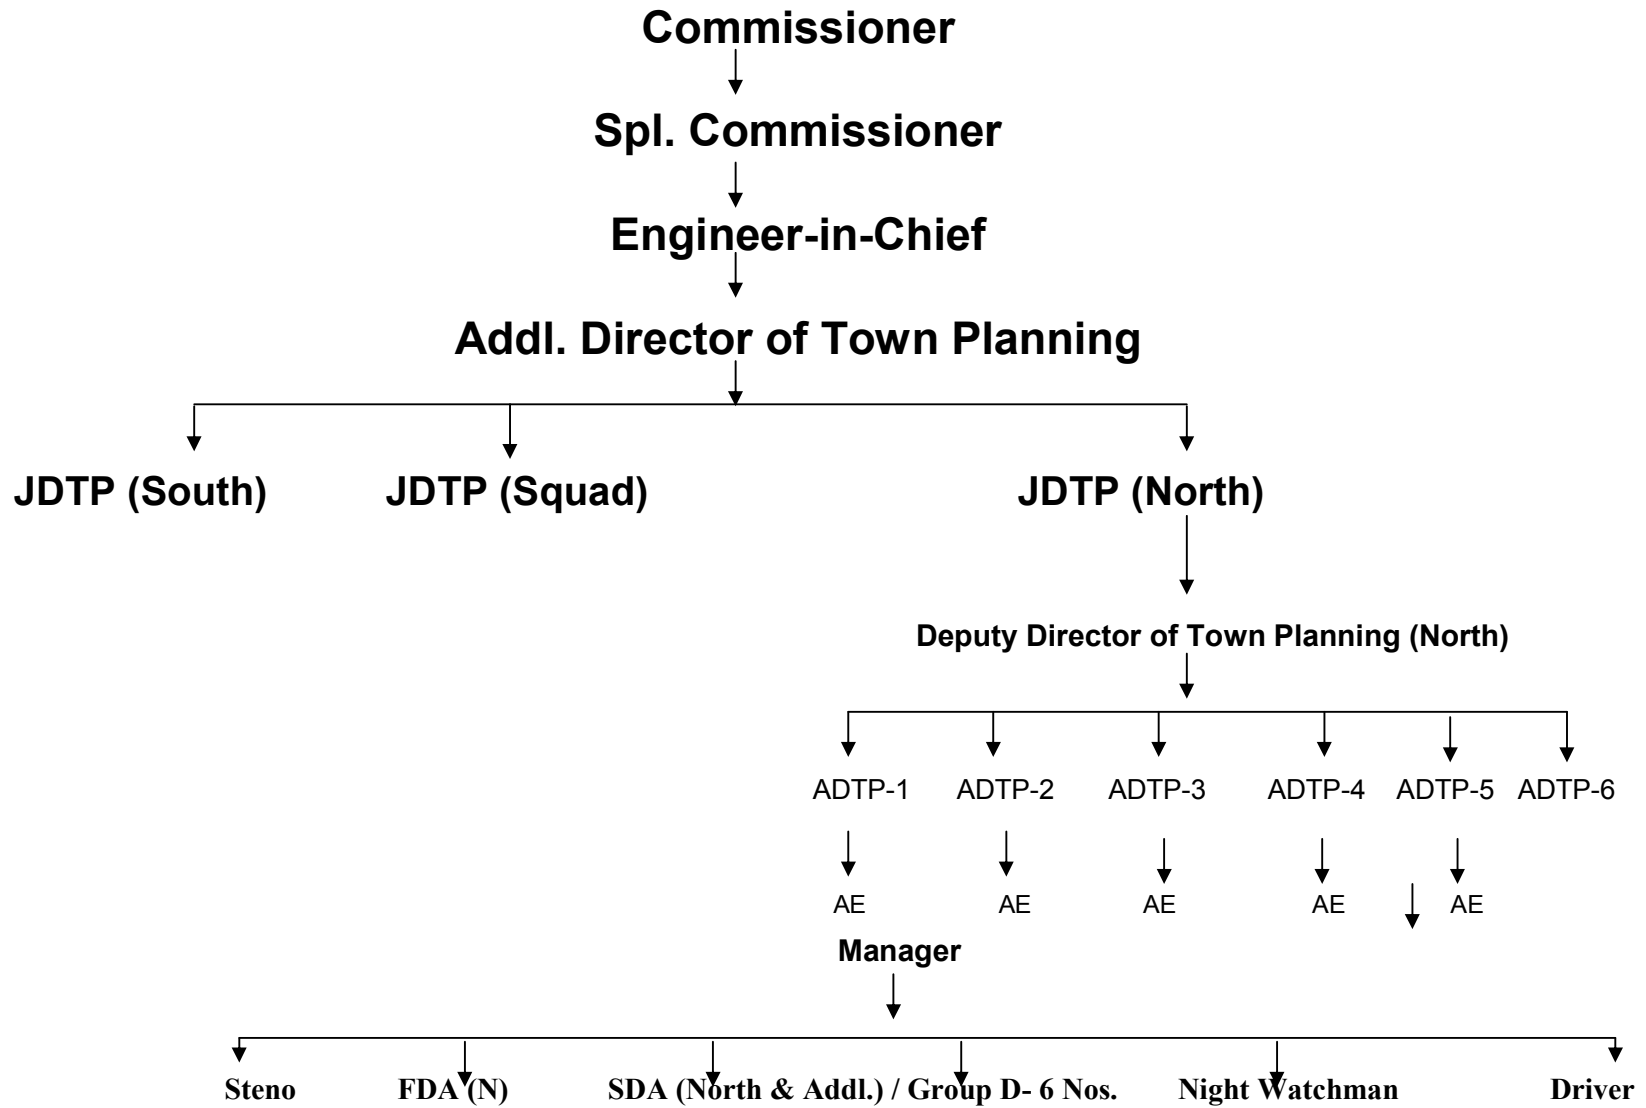 Commissioner
Spl. Commissioner
Engineer-in-Chief
Addl. Director of Town Planning
JDTP (South) JDTP (Squad) JDTP (North)
Deputy Director of Town Planning (North)
ADTP-1 ADTP-2 ADTP-3 ADTP-4 ADTP-5 ADTP-6
AE AE AE AE AE
Manager
Steno FDA (N) SDA (North & Addl.) / Group D- 6 Nos. Night Watchman Driver